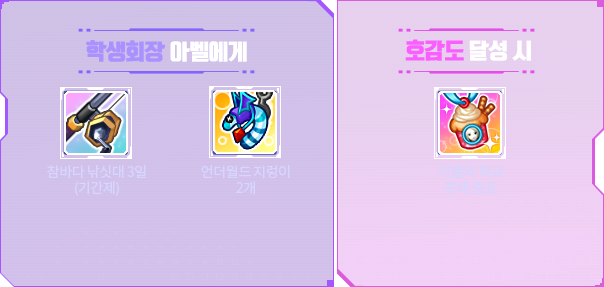 학생회장 아벨에게
참바다 낚싯대 3일
(기간제)
언더월드 지렁이
2개
호감도 달성 시